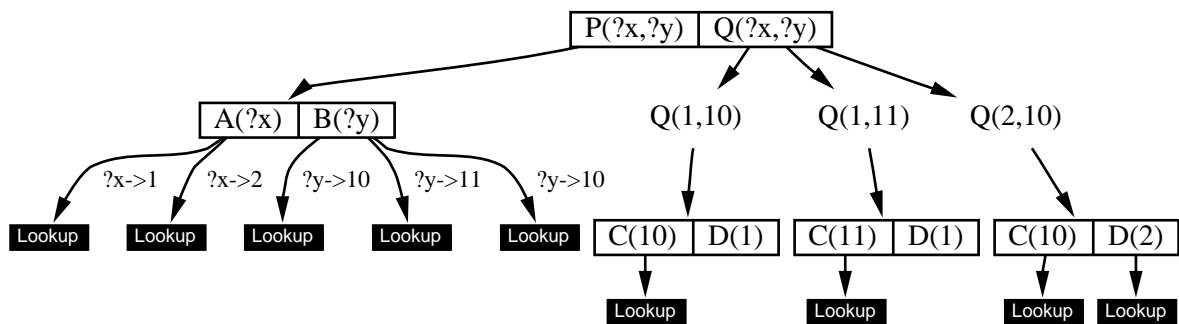 P(?x,?y) Q(?x,?y)
A(?x) B(?y) Q(1,10) Q(1,11) Q(2,10)
?x->1 ?x->2 ?y->10 ?y->11 ?y->10
Lookup Lookup Lookup Lookup Lookup
C(10) D(1) C(11) D(1) C(10) D(2)
Lookup Lookup Lookup Lookup